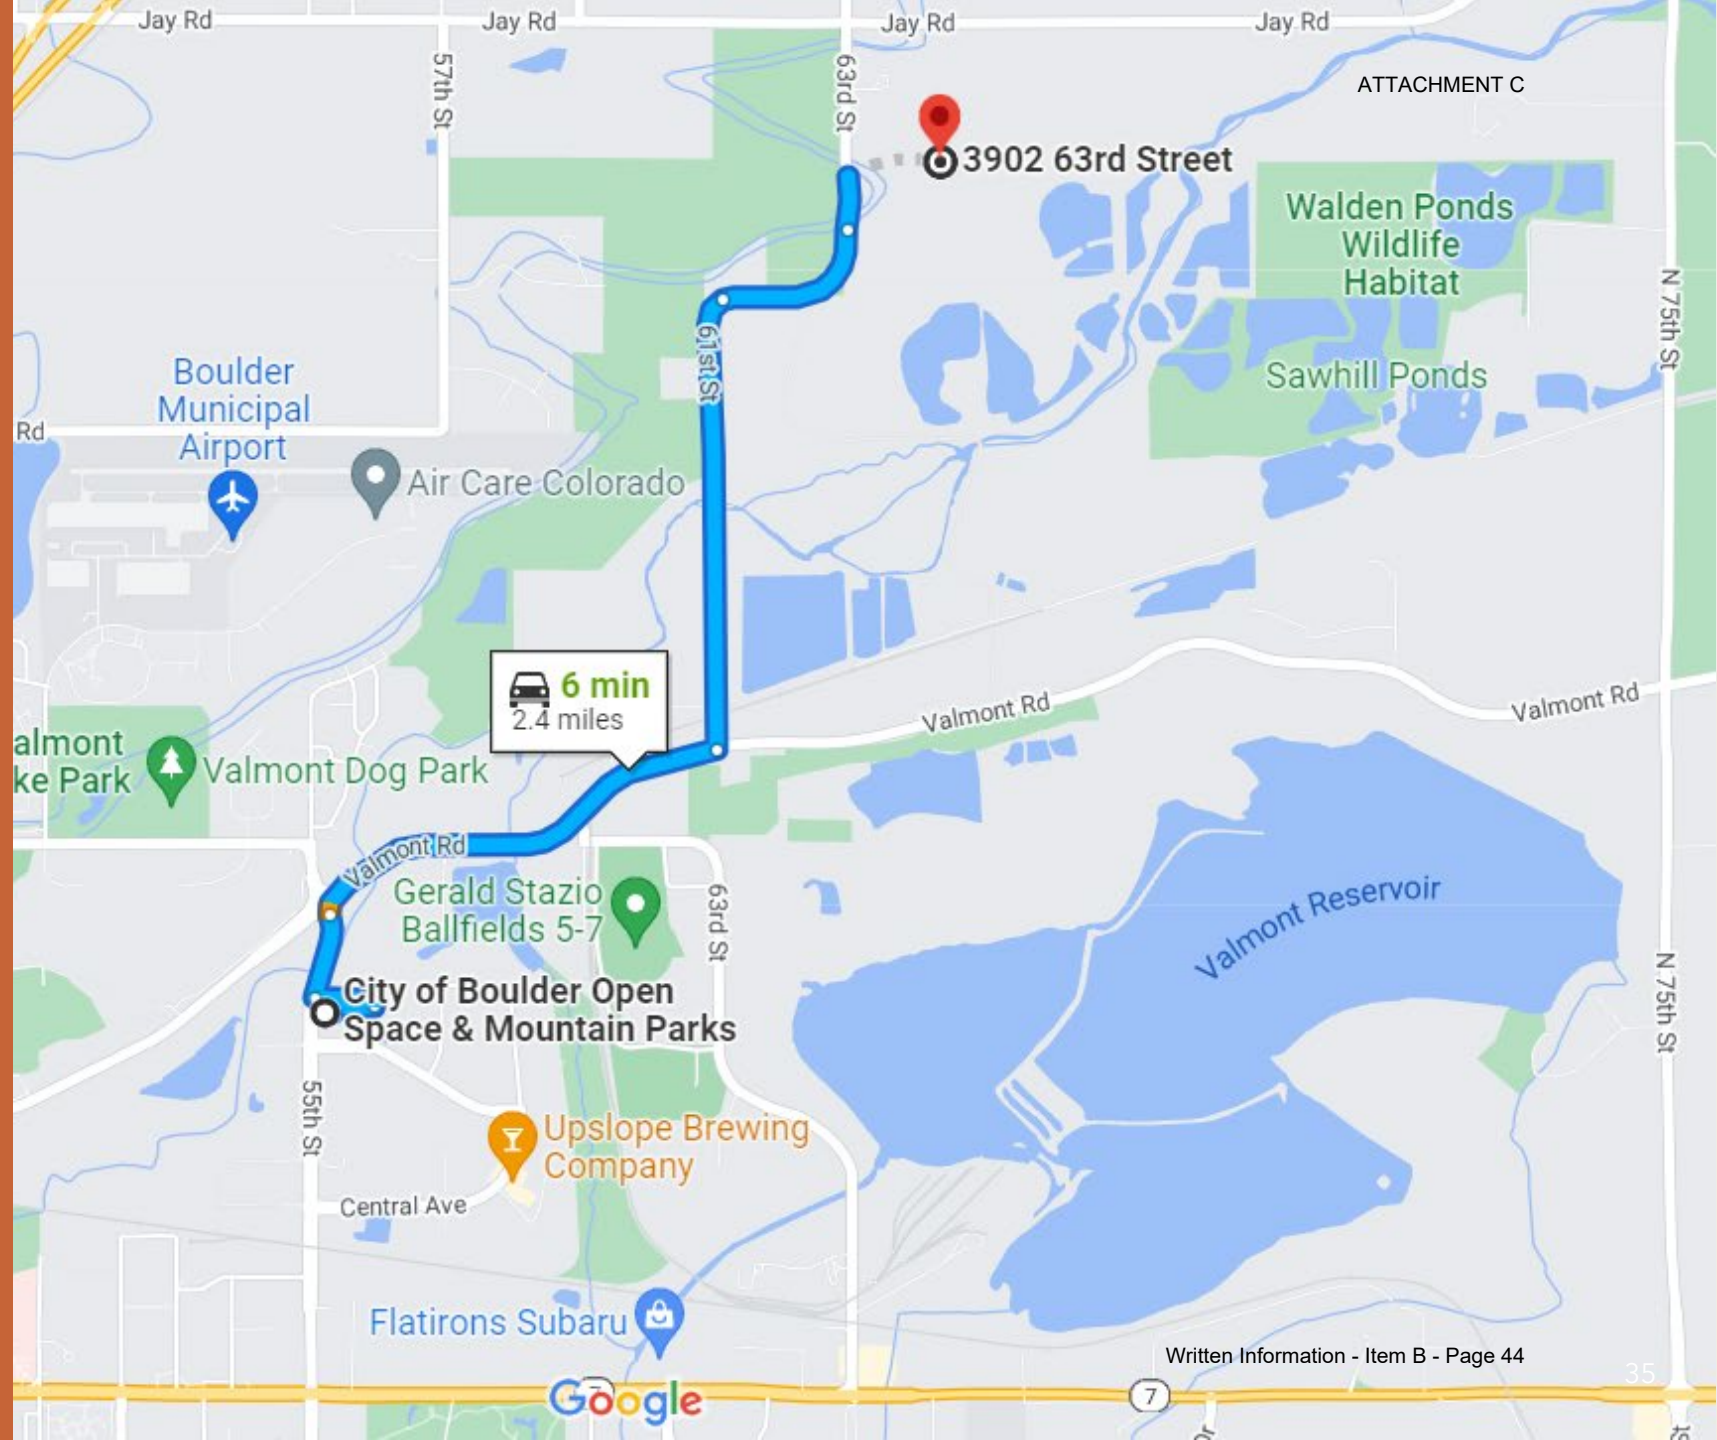 Jay Rd
Jay Rd
Jay Rd
Jay Rd
57th St
63rd St
ATTACHMENT C
3902 63rd Street
Walden Ponds
Wildlife
Habitat
N 75th St
61st St
Boulder
Municipal
Airport
Sawhill Ponds
Rd
Air Care Colorado
6 min
2.4 miles
Valmont Rd
Valmont Rd
almont
ke Park
Valmont Dog Park
Valmont Rd
Gerald Stazio
Ballfields 5-7
63rd St
Valmont Reservoir
City of Boulder Open
Space & Mountain Parks
N 75th St
55th St
Upslope Brewing
Company
Central Ave
Flatirons Subaru
Written Information - Item B - Page 44
35
Google
7